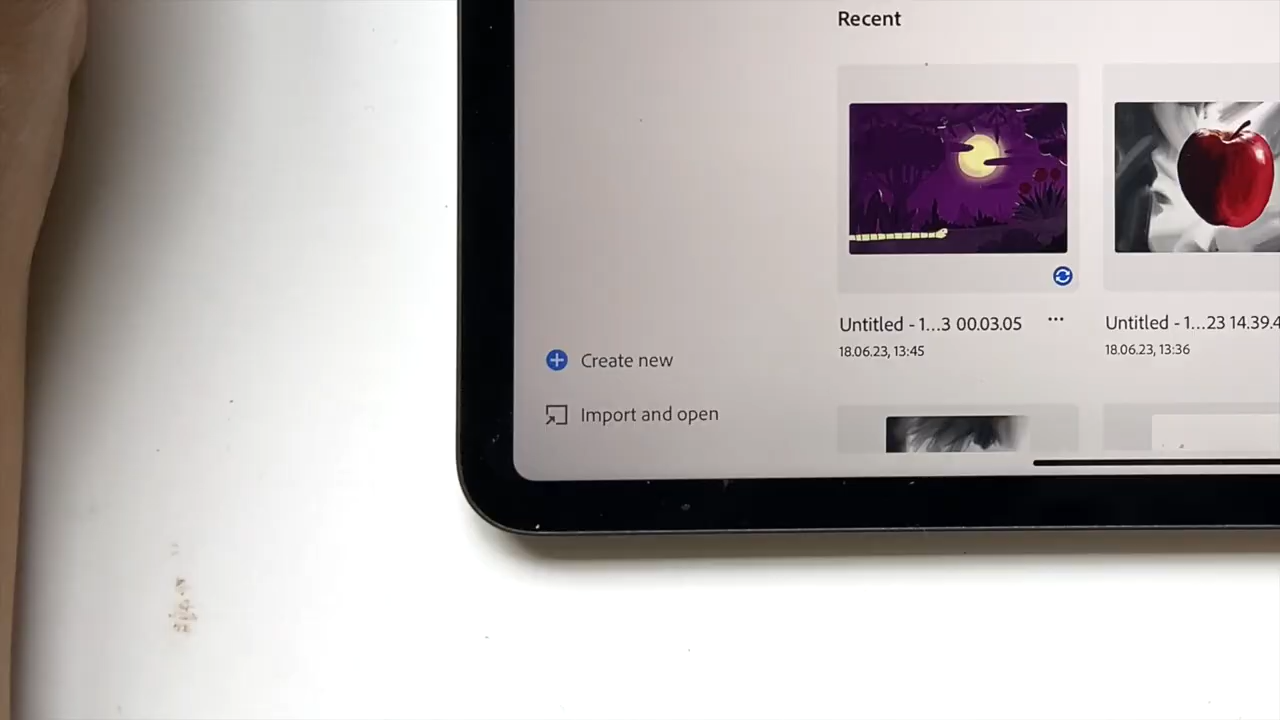 Recent
Untitled - 1...3 00.03.05
18.06.23, 13:45
Untitled - 1...23 14.39.4
18.06.23, 13:36
Create new
Import and open